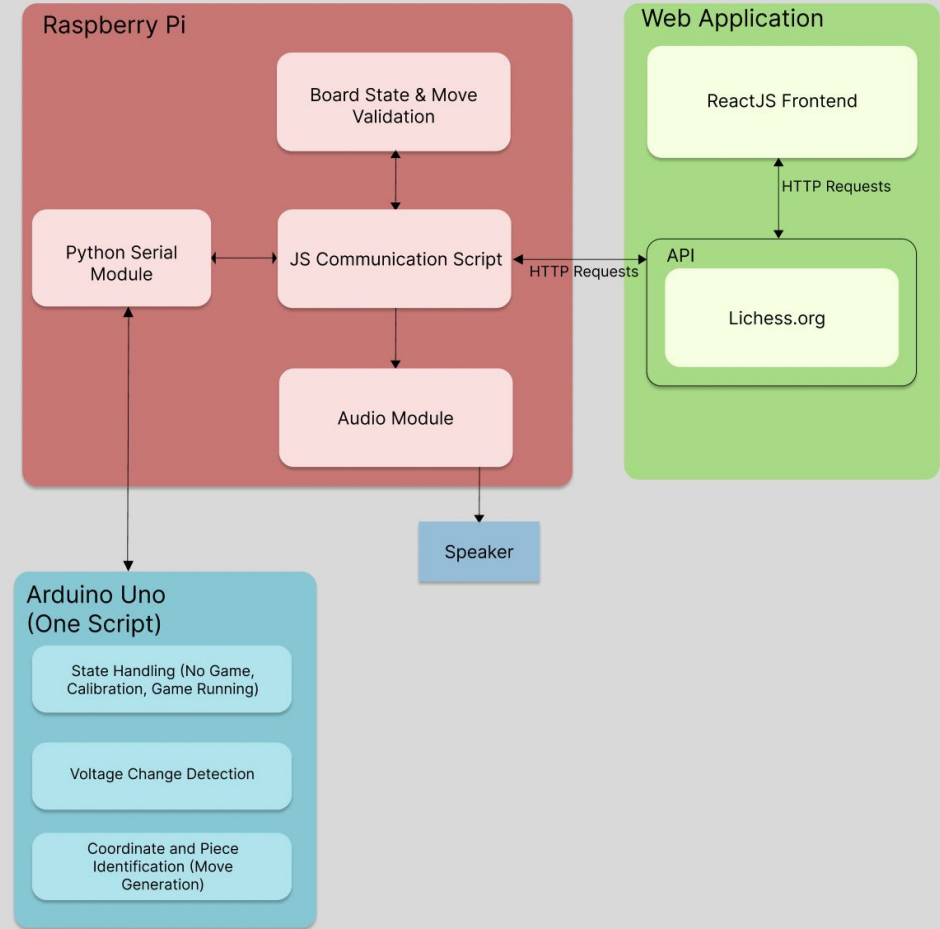 Raspberry Pi
Web Application
Board State & Move
Validation
ReactJS Frontend
HTTP Requests
Python Serial
Module
JS Communication Script
HTTP Requests
API
Lichess.org
Audio Module
Speaker
Arduino Uno
(One Script)
State Handling (No Game,
Calibration, Game Running)
Voltage Change Detection
Coordinate and Piece
Identification (Move
Generation)